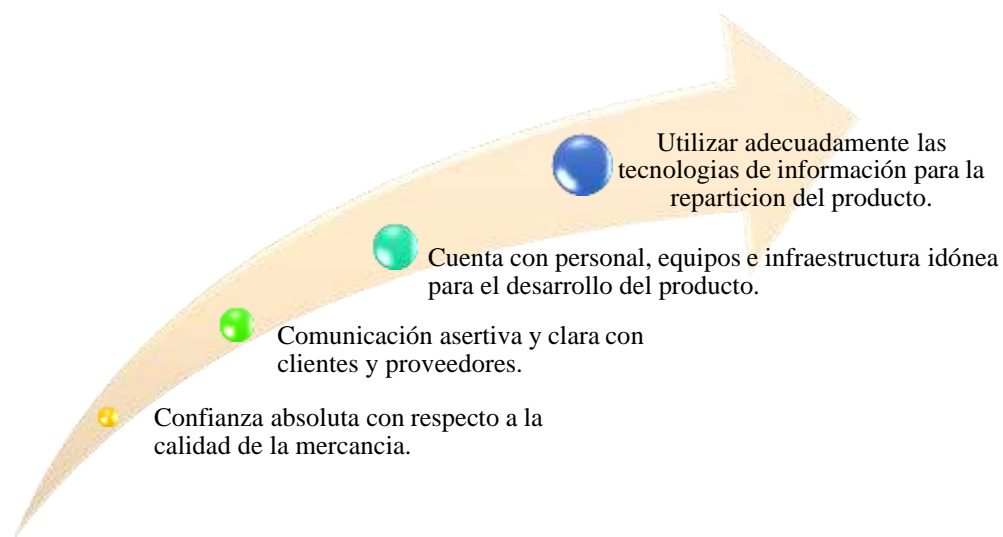 Utilizar adecuadamente las
tecnologias de información para la
reparticion del producto.
Cuenta con personal, equipos e infraestructura idónea
para el desarrollo del producto.
Comunicación asertiva y clara con
clientes y proveedores.
Confianza absoluta con respecto a la
calidad de la mercancia.